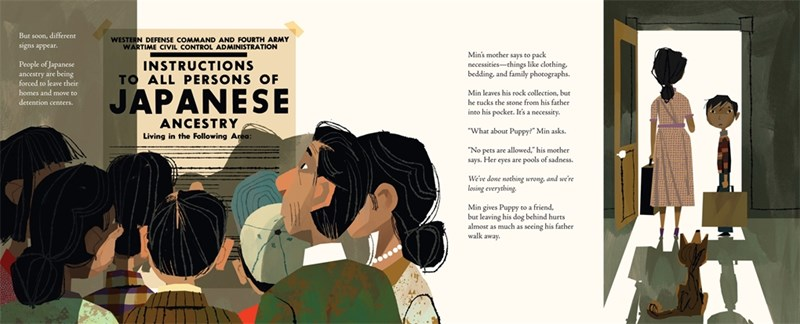 But soon, different
signs appear.
People of Japanese
ancestry are being
forced to leave their
homes and move to
detention centers.
WESTERN DEFENSE COMMAND AND FOURTH ARMY
WARTIME CIVIL CONTROL ADMINISTRATION
INSTRUCTIONS
TO ALL PERSONS OF
JAPANESE
ANCESTRY
Living in the Following Area:
Min's mother says to pack
necessities—things like clothing,
bedding, and family photographs.
Min leaves his rock collection, but
he tucks the stone from his father
into his pocket. It's a necessity.
"What about Puppy?" Min asks.
"No pets are allowed," his mother
says. Her eyes are pools of sadness.
We've done nothing wrong, and we're
losing everything.
Min gives Puppy to a friend,
but leaving his dog behind hurts
almost as much as seeing his father
walk away.